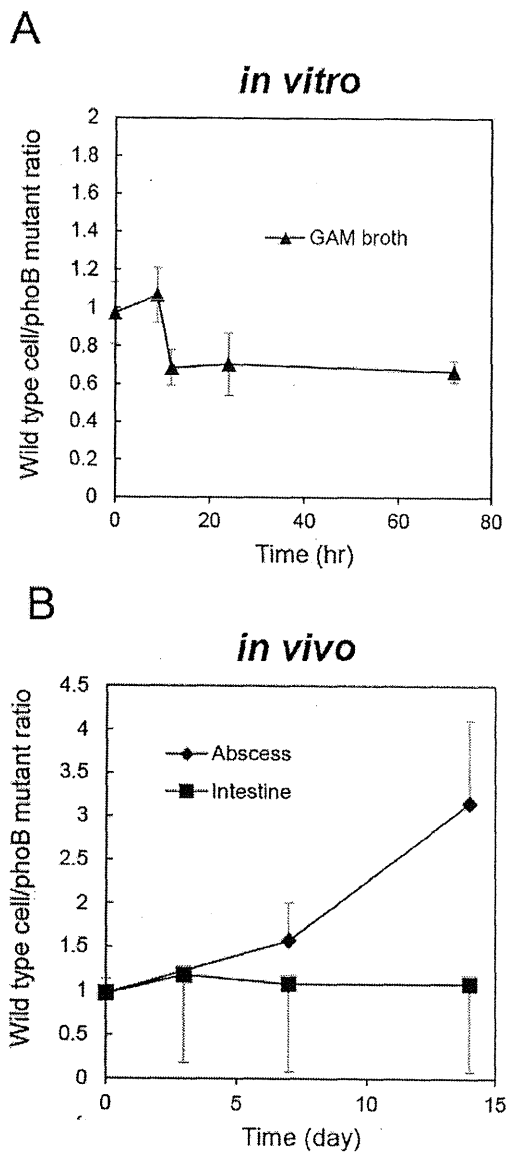 A
in vitro
Wild type cell/phoB mutant ratio
2
1.8
1.6
1.4
1.2
1
0.8
0.6
0.4
0.2
0
GAM broth
0 20 40 60 80
Time (hr)
B
in vivo
Wild type cell/phoB mutant ratio
4.5
4
3.5
3
2.5
2
1.5
1
0.5
0
Abscess
Intestine
0 5 10 15
Time (day)